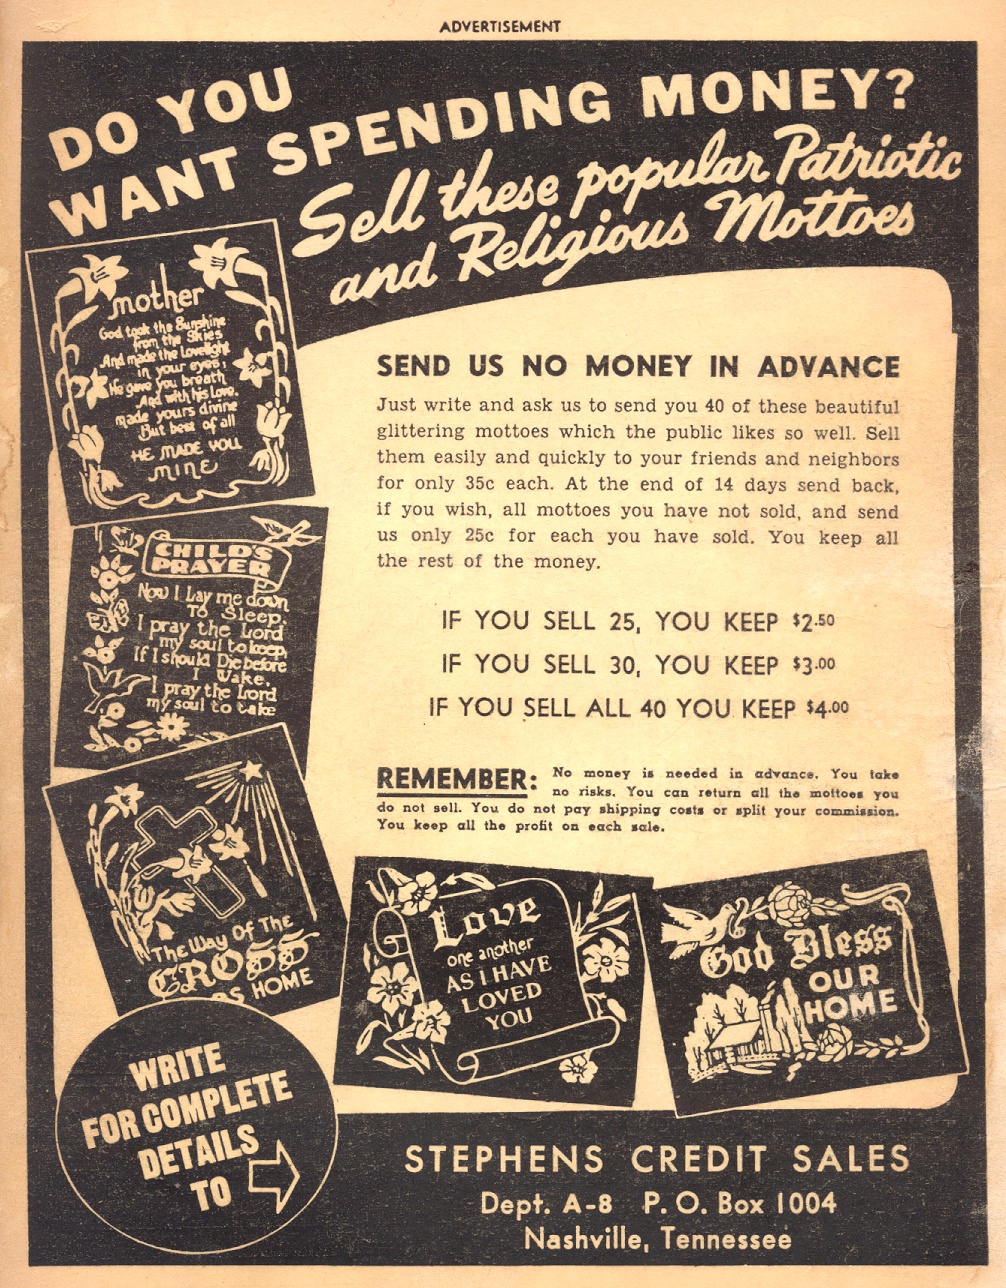 ADVERTISEMENT
DO YOU
WANT SPENDING MONEY?
Sell these popular Patriotic
and Religious Mottoes
mother
God took the Sunshine
from the Skies
And made the Lovelight
in your eyes,
He gave you breath
And with his Love,
made yours divine
But best of all
HE MADE YOU
MINE
SEND US NO MONEY IN ADVANCE
Just write and ask us to send you 40 of these beautiful
glittering mottoes which the public likes so well. Sell
them easily and quickly to your friends and neighbors
for only 35c each. At the end of 14 days send back,
if you wish, all mottoes you have not sold, and send
us only 25c for each you have sold. You keep all
the rest of the money.
CHILD'S
PRAYER
Now I Lay me down
To Sleep,
I pray the Lord
my soul to keep,
If I should Die before
I Wake,
I pray the Lord
my soul to take
IF YOU SELL 25, YOU KEEP $2.50
IF YOU SELL 30, YOU KEEP $3.00
IF YOU SELL ALL 40 YOU KEEP $4.00
REMEMBER: No money is needed in advance. You take
no risks. You can return all the mottoes you
do not sell. You do not pay shipping costs or split your commission.
You keep all the profit on each sale.
The Way Of The
CROSS
HOME
Love
one another
AS I HAVE
LOVED
YOU
God Bless
OUR
HOME
WRITE
FOR COMPLETE
DETAILS
TO
STEPHENS CREDIT SALES
Dept. A-8 P. O. Box 1004
Nashville, Tennessee